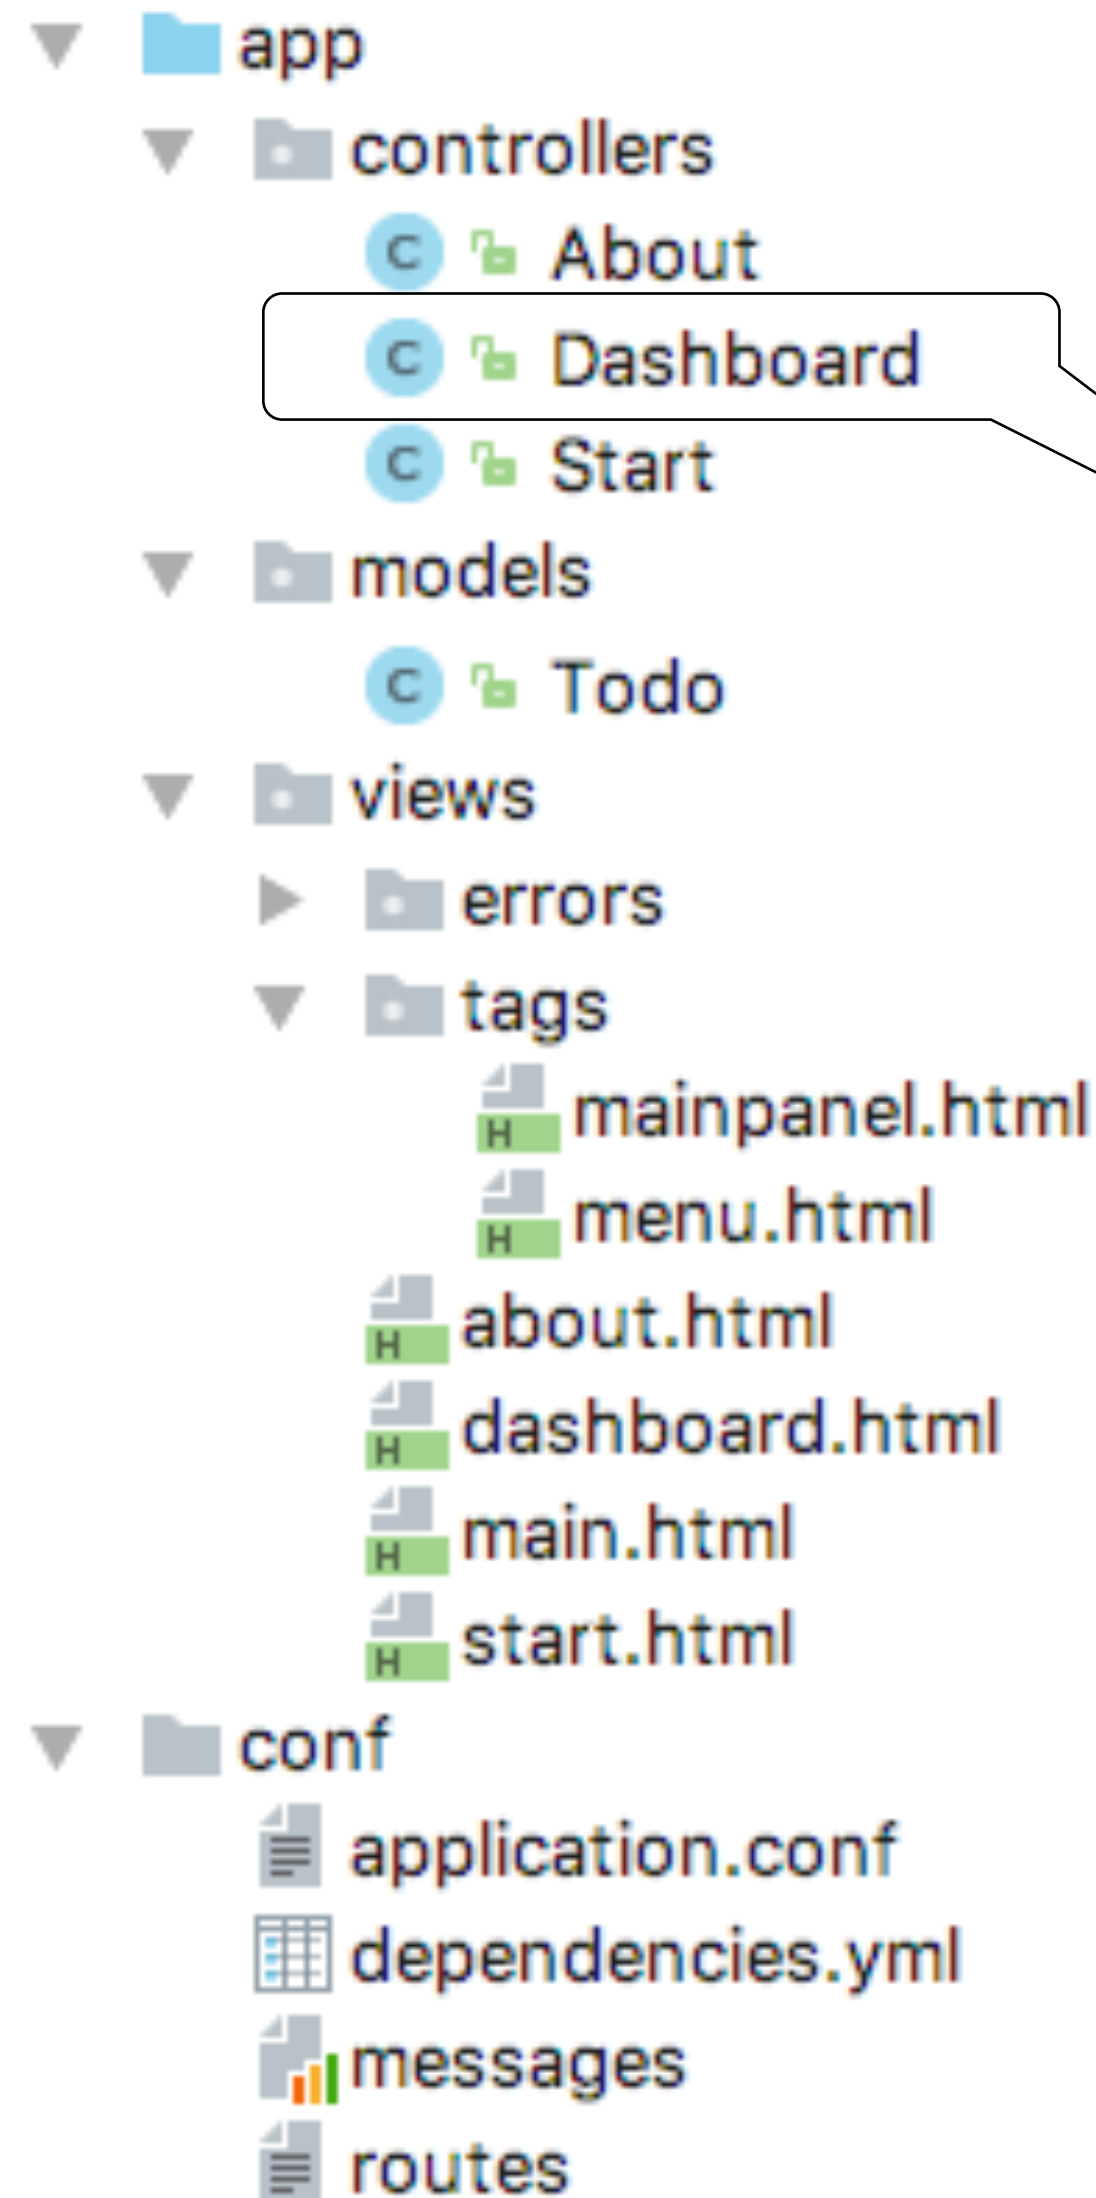 app
controllers
C About
C Dashboard
C Start
models
C Todo
views
errors
tags
H mainpanel.html
H menu.html
H about.html
H dashboard.html
H main.html
H start.html
conf
application.conf
dependencies.yml
messages
routes